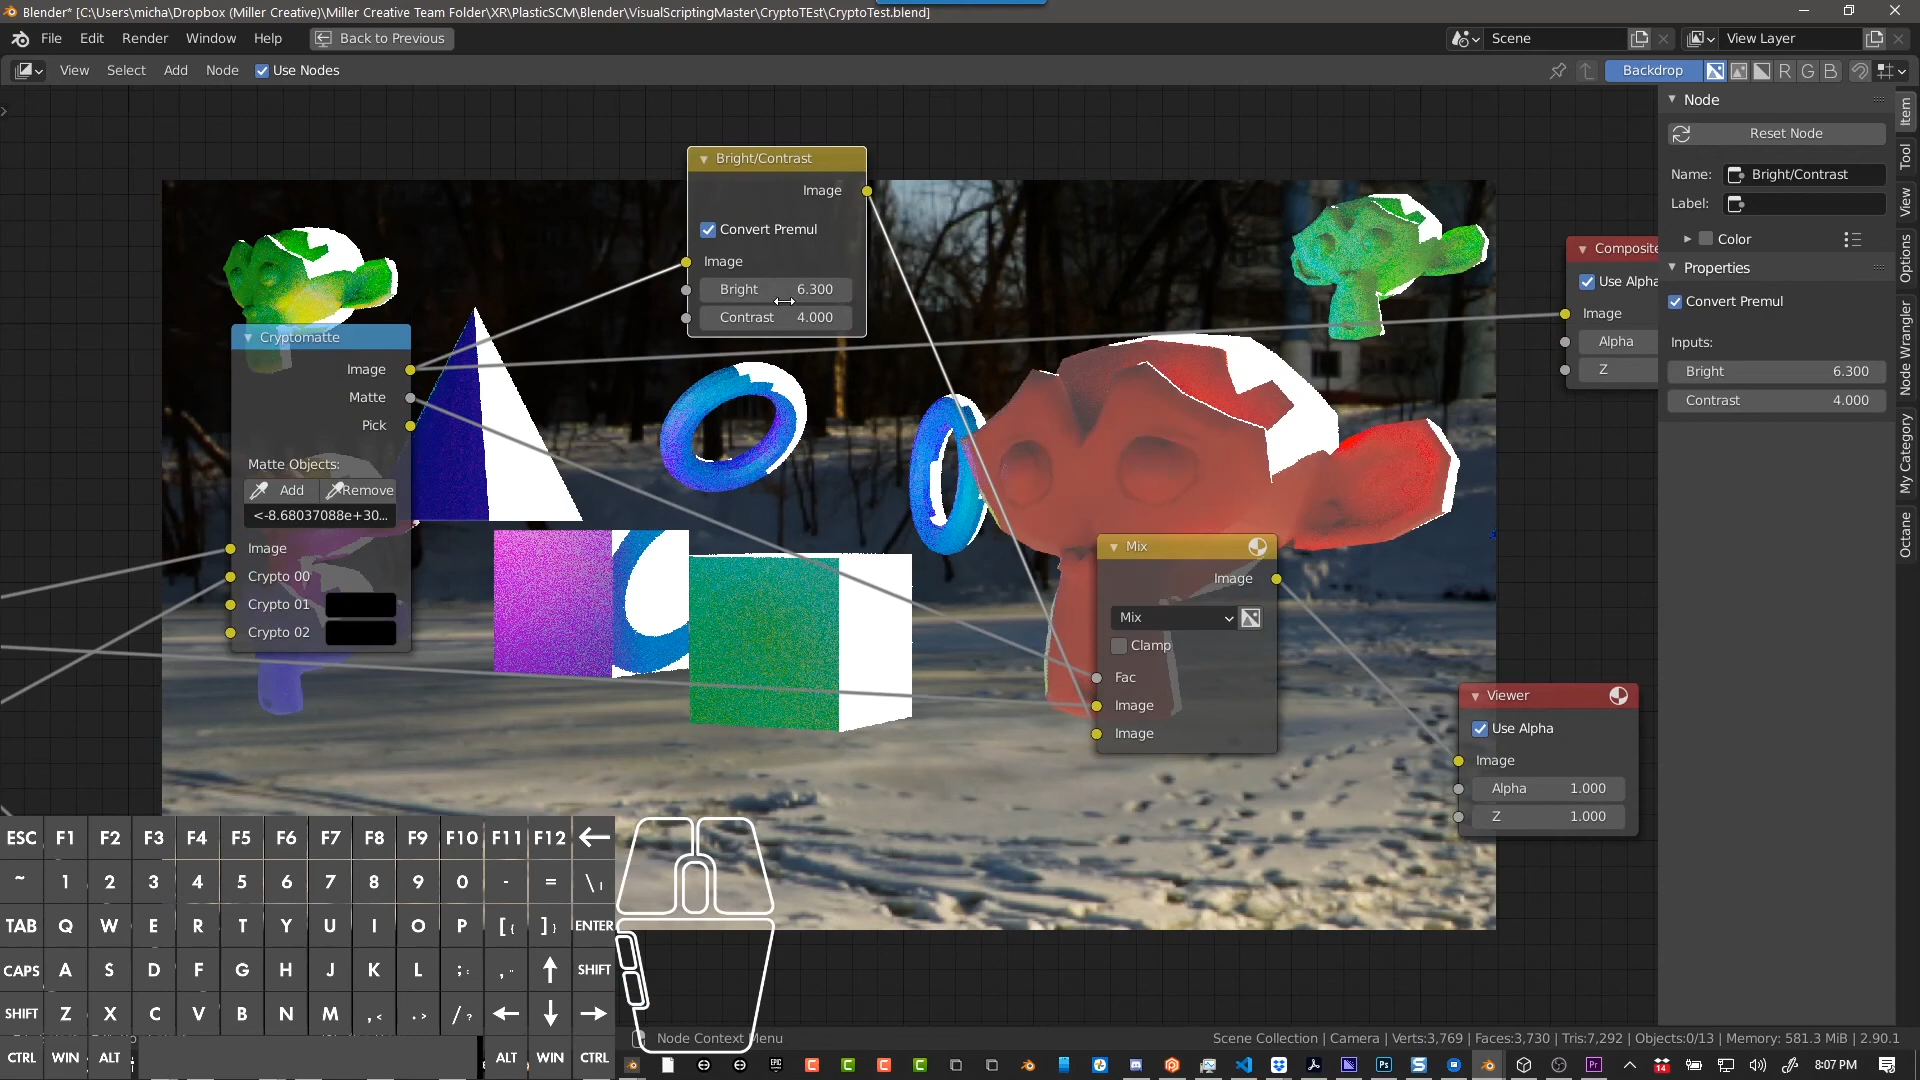 Blender* [C:\Users\micha\Dropbox (Miller Creative)\Miller Creative Team Folder\XR\PlasticSCM\Blender\VisualScriptingMaster\CryptoTEst\CryptoTest.blend]
File Edit Render Window Help Back to Previous Scene View Layer
View Select Add Node Use Nodes Backdrop R G B
Node
Reset Node
Name: Bright/Contrast
Label:
Color
Properties
Convert Premul
Inputs:
Bright 6.300
Contrast 4.000
Item
Tool
View
Options
Node Wrangler
My Category
Octane
Bright/Contrast
Image
Convert Premul
Image
Bright 6.300
Contrast 4.000
Composite
Use Alpha
Image
Alpha
Z
Cryptomatte
Image
Matte
Pick
Matte Objects:
Add Remove
<-8.68037088e+30...
Image
Crypto 00
Crypto 01
Crypto 02
Mix
Image
Mix
Clamp
Fac
Image
Image
Viewer
Use Alpha
Image
Alpha 1.000
Z 1.000
ESC F1 F2 F3 F4 F5 F6 F7 F8 F9 F10 F11 F12
~ 1 2 3 4 5 6 7 8 9 0 - = \ |
TAB Q W E R T Y U I O P [ { ] } ENTER
CAPS A S D F G H J K L ; : , " SHIFT
SHIFT Z X C V B N M , < . > / ?
CTRL WIN ALT ALT WIN CTRL
Node Context Menu
Scene Collection | Camera | Verts:3,769 | Faces:3,730 | Tris:7,292 | Objects:0/13 | Memory: 581.3 MiB | 2.90.1
14 8:07 PM